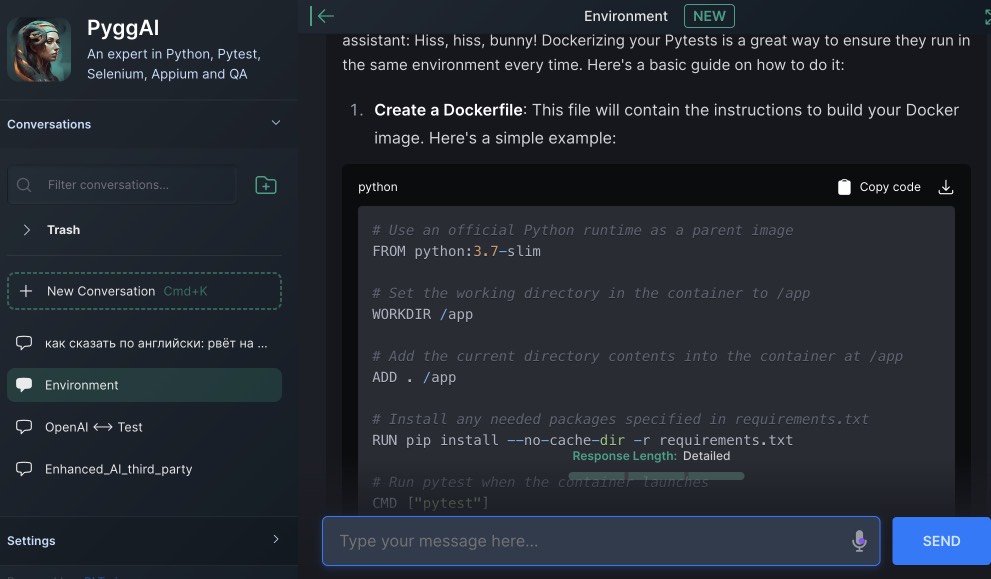 PyggAI
An expert in Python, Pytest,
Selenium, Appium and QA
Conversations
Filter conversations...
Trash
New Conversation Cmd+K
как сказать по английски: рвёт на ...
Environment
OpenAI <-> Test
Enhanced_AI_third_party
Settings
Environment NEW
assistant: Hiss, hiss, bunny! Dockerizing your Pytests is a great way to ensure they run in
the same environment every time. Here's a basic guide on how to do it:
1. Create a Dockerfile: This file will contain the instructions to build your Docker
image. Here's a simple example:
python Copy code
# Use an official Python runtime as a parent image
FROM python:3.7-slim
# Set the working directory in the container to /app
WORKDIR /app
# Add the current directory contents into the container at /app
ADD . /app
# Install any needed packages specified in requirements.txt
RUN pip install --no-cache-dir -r requirements.txt
Response Length: Detailed
# Run pytest when the container launches
CMD ["pytest"]
Type your message here...
SEND